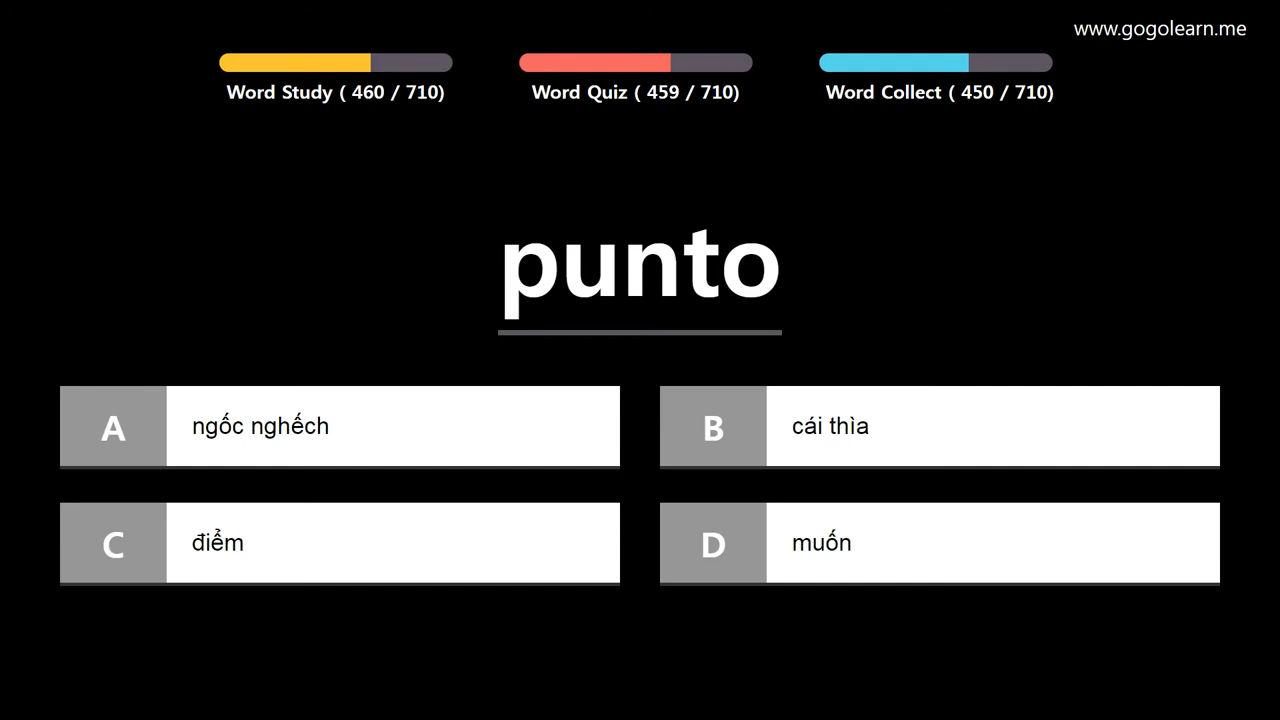 www.gogolearn.me
Word Study ( 460 / 710)
Word Quiz ( 459 / 710)
Word Collect ( 450 / 710)
punto
A ngốc nghếch
B cái thìa
C điểm
D muốn